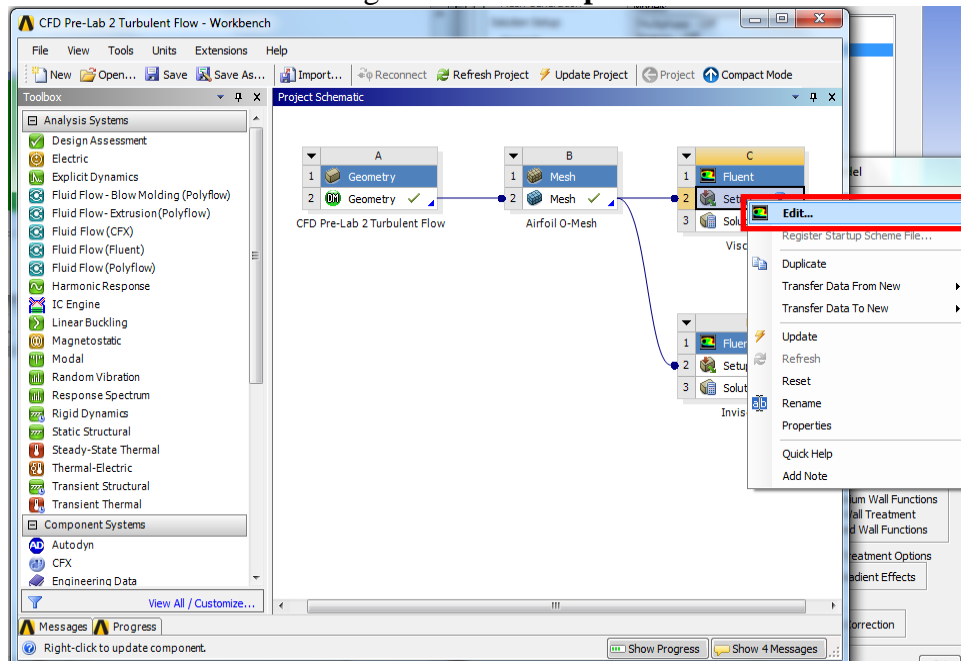 CFD Pre-Lab 2 Turbulent Flow - Workbench
File View Tools Units Extensions Help
New Open... Save Save As... Import... Reconnect Refresh Project Update Project Project Compact Mode
Toolbox
Project Schematic
Analysis Systems
Design Assessment
Electric
Explicit Dynamics
Fluid Flow - Blow Molding (Polyflow)
Fluid Flow - Extrusion (Polyflow)
Fluid Flow (CFX)
Fluid Flow (Fluent)
Fluid Flow (Polyflow)
Harmonic Response
IC Engine
Linear Buckling
Magnetostatic
Modal
Random Vibration
Response Spectrum
Rigid Dynamics
Static Structural
Steady-State Thermal
Thermal-Electric
Transient Structural
Transient Thermal
Component Systems
Autodyn
CFX
Engineering Data
View All / Customize...
A
1 Geometry
2 Geometry
CFD Pre-Lab 2 Turbulent Flow
B
1 Mesh
2 Mesh
Airfoil O-Mesh
C
1 Fluent
2 Set
3 Solu
Visc
1 Fluer
2 Setu
3 Solut
Invis
Edit...
Register Startup Scheme File...
Duplicate
Transfer Data From New
Transfer Data To New
Update
Refresh
Reset
Rename
Properties
Quick Help
Add Note
um Wall Functions
all Treatment
d Wall Functions
eatment Options
adient Effects
orrection
Messages Progress
Right-click to update component.
Show Progress Show 4 Messages